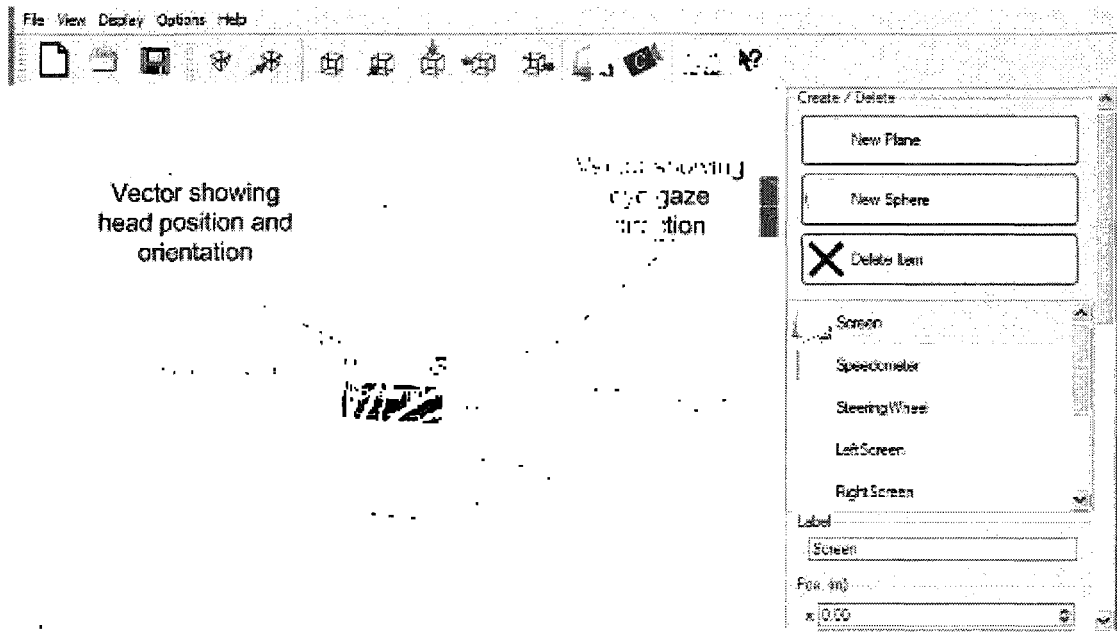 File View Display Options Help
Create / Delete
New Plane
Vector showing
head position and
orientation
gaze
New Sphere
Delete Item
Screen
Speedometer
SteeringWheel
LeftScreen
RightScreen
Label
Screen
Pos. (m)
x 0.00